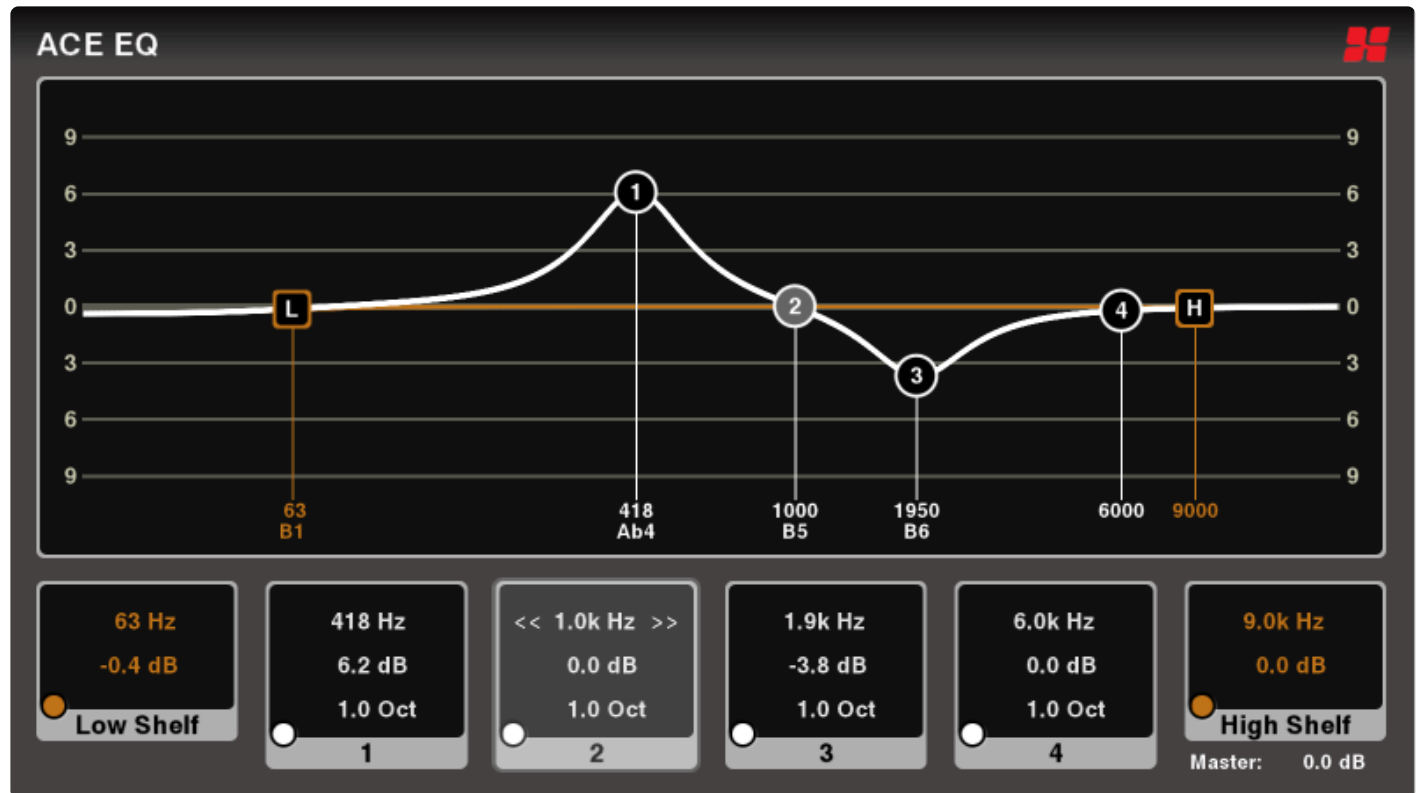 ACE EQ
9 9
6 6
3 3
0 0
3 3
6 6
9 9
L 1 2 3 4 H
63 418 1000 1950 6000 9000
B1 Ab4 B5 B6
63 Hz 418 Hz << 1.0k Hz >> 1.9k Hz 6.0k Hz 9.0k Hz
-0.4 dB 6.2 dB 0.0 dB -3.8 dB 0.0 dB 0.0 dB
1.0 Oct 1.0 Oct 1.0 Oct 1.0 Oct
Low Shelf 1 2 3 4 High Shelf
Master: 0.0 dB